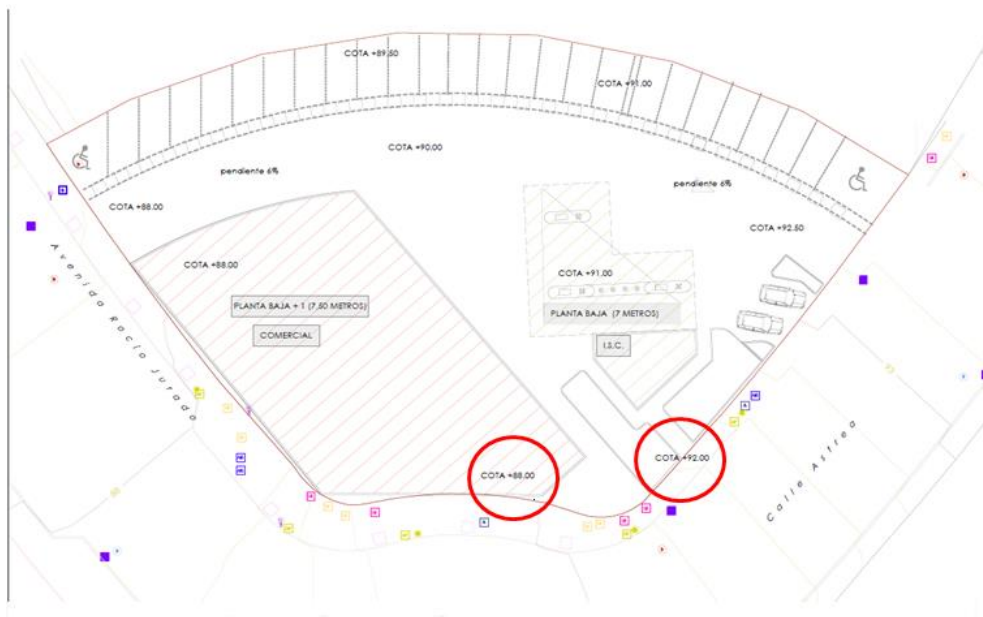 COTA +89.50
COTA +91.00
COTA +90.00
pendiente 6%
pendiente 6%
COTA +88.00
COTA +92.50
COTA +88.00
COTA +91.00
PLANTA BAJA + 1 (7,50 METROS)
PLANTA BAJA (7 METROS)
COMERCIAL
I.S.C.
Avenida Rocío Jurado
COTA +88.00
COTA +92.00
Calle Astrea